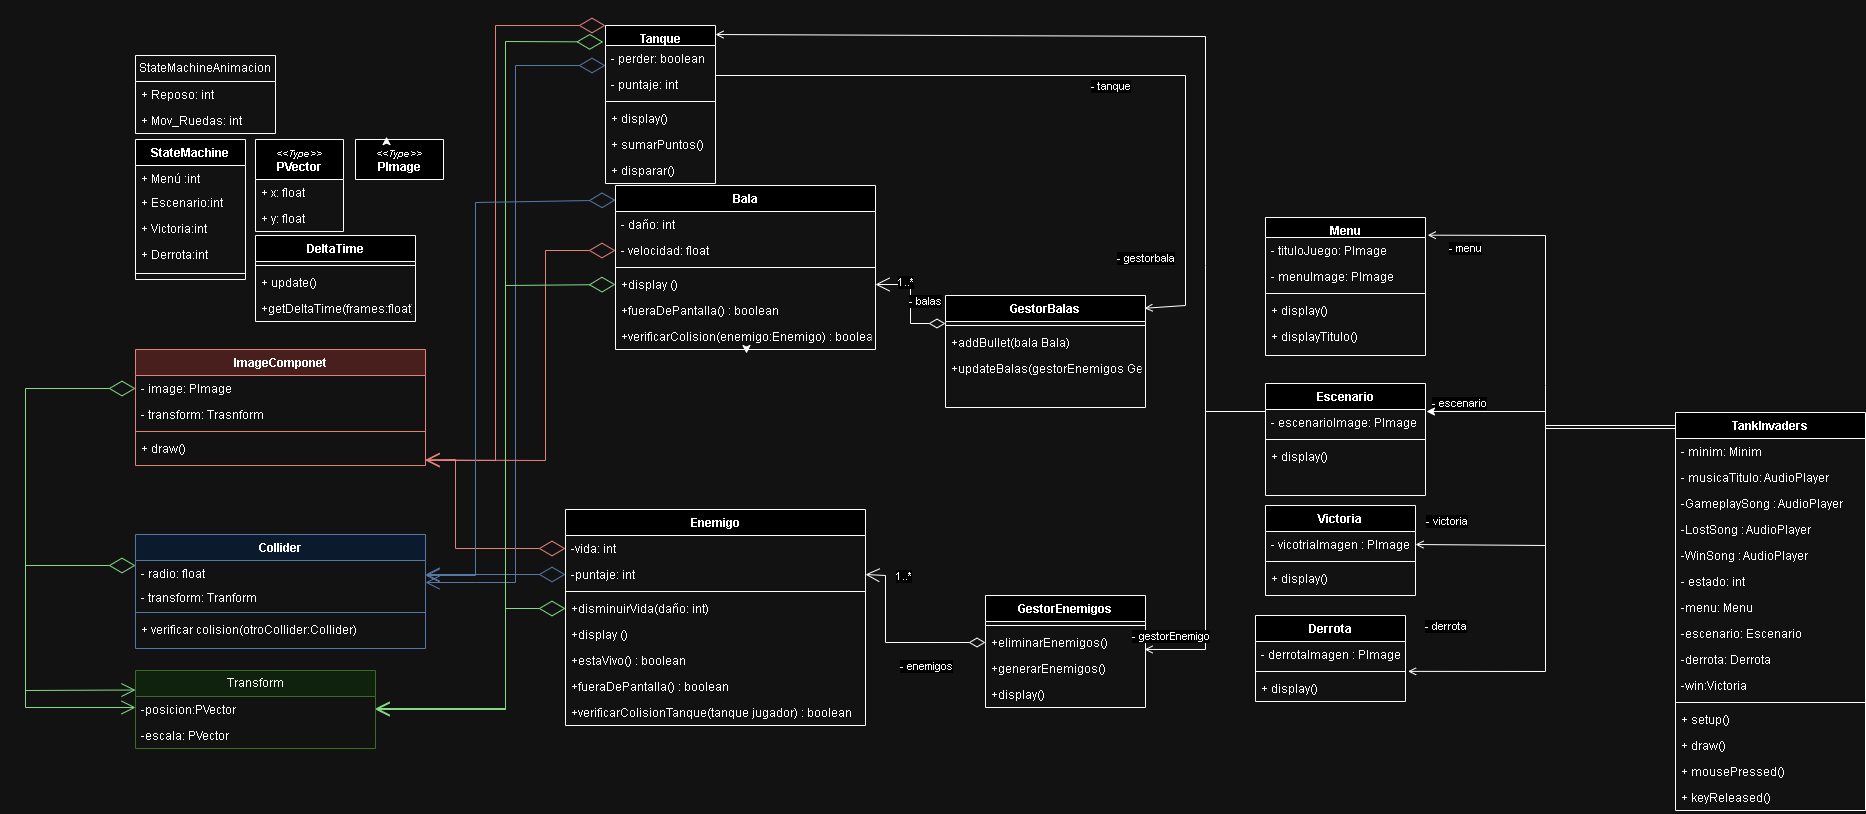 StateMachineAnimacion
+ Reposo: int
+ Mov_Ruedas: int
StateMachine
+ Menú :int
+ Escenario:int
+ Victoria:int
+ Derrota:int
<<Type>>
PVector
+ x: float
+ y: float
<<Type>>
PImage
DeltaTime
+ update()
+getDeltaTime(frames:float
ImageComponet
- image: PImage
- transform: Trasnform
+ draw()
Collider
- radio: float
- transform: Tranform
+ verificar colision(otroCollider:Collider)
Transform
-posicion:PVector
-escala: PVector
Tanque
- perder: boolean
- puntaje: int
+ display()
+ sumarPuntos()
+ disparar()
Bala
- daño: int
- velocidad: float
+display ()
+fueraDePantalla() : boolean
+verificarColision(enemigo:Enemigo) : boolea
Enemigo
-vida: int
-puntaje: int
+disminuirVida(daño: int)
+display ()
+estaVivo() : boolean
+fueraDePantalla() : boolean
+verificarColisionTanque(tanque jugador) : boolean
- tanque
- gestorbala
1..*
- balas
GestorBalas
+addBullet(bala Bala)
+updateBalas(gestorEnemigos Ge
1..*
- enemigos
GestorEnemigos
+eliminarEnemigos()
+generarEnemigos()
+display()
- gestorEnemigo
Menu
- tituloJuego: PImage
- menuImage: PImage
+ display()
+ displayTitulo()
- menu
Escenario
- escenarioImage: PImage
+ display()
- escenario
Victoria
- vicotriaImagen : PImage
+ display()
- victoria
Derrota
- derrotaImagen : PImage
+ display()
- derrota
TankInvaders
- minim: Minim
- musicaTitulo: AudioPlayer
-GameplaySong : AudioPlayer
-LostSong : AudioPlayer
-WinSong : AudioPlayer
- estado: int
-menu: Menu
-escenario: Escenario
-derrota: Derrota
-win:Victoria
+ setup()
+ draw()
+ mousePressed()
+ keyReleased()